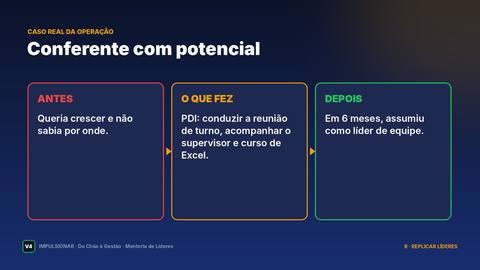 CASO REAL DA OPERAÇÃO
Conferente com potencial
ANTES
Queria crescer e não
sabia por onde.
O QUE FEZ
PDI: conduzir a reunião
de turno, acompanhar o
supervisor e curso de
Excel.
DEPOIS
Em 6 meses, assumiu
como líder de equipe.
V4 IMPULSIONAR · Do Chão à Gestão · Mentoria de Líderes
R · REPLICAR LÍDERES